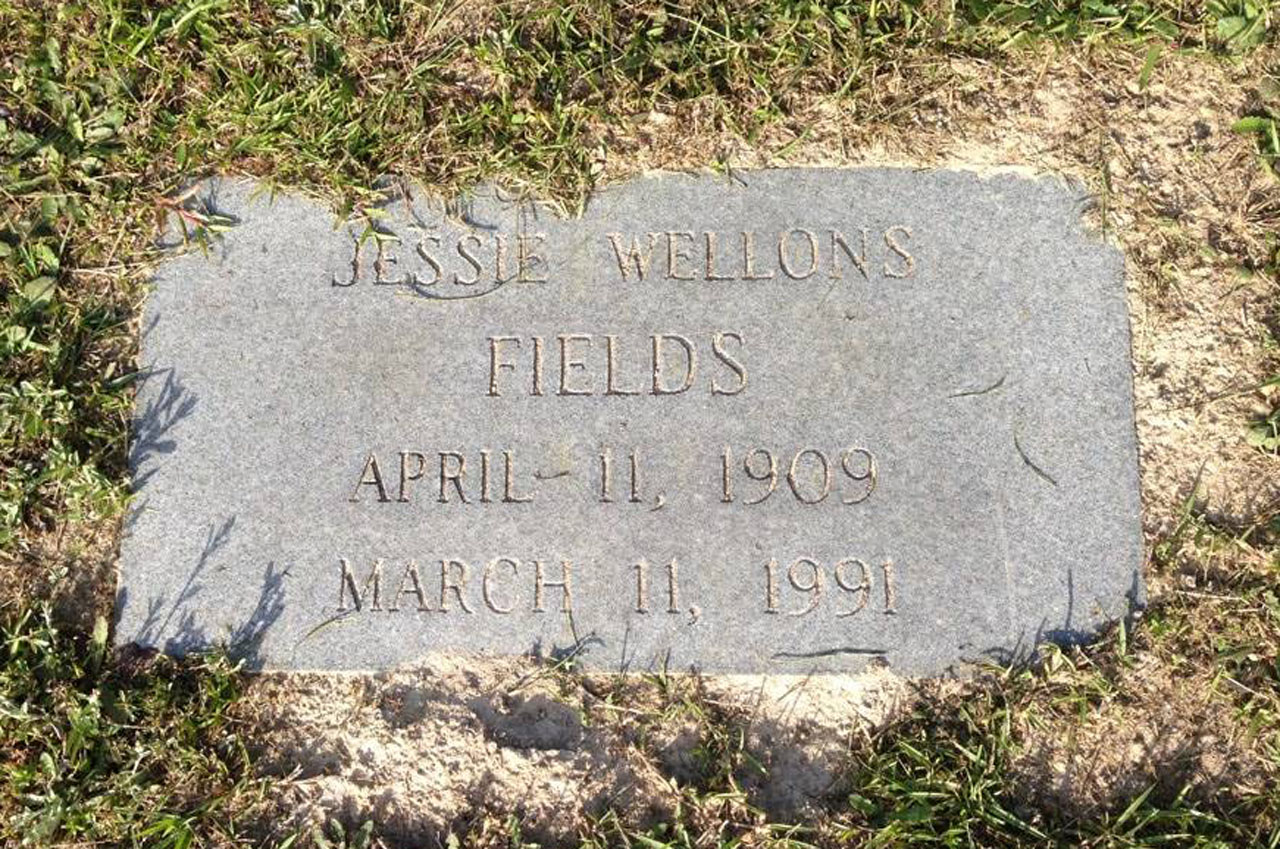 JESSIE WELLONS
FIELDS
APRIL 11, 1909
MARCH 11, 1991